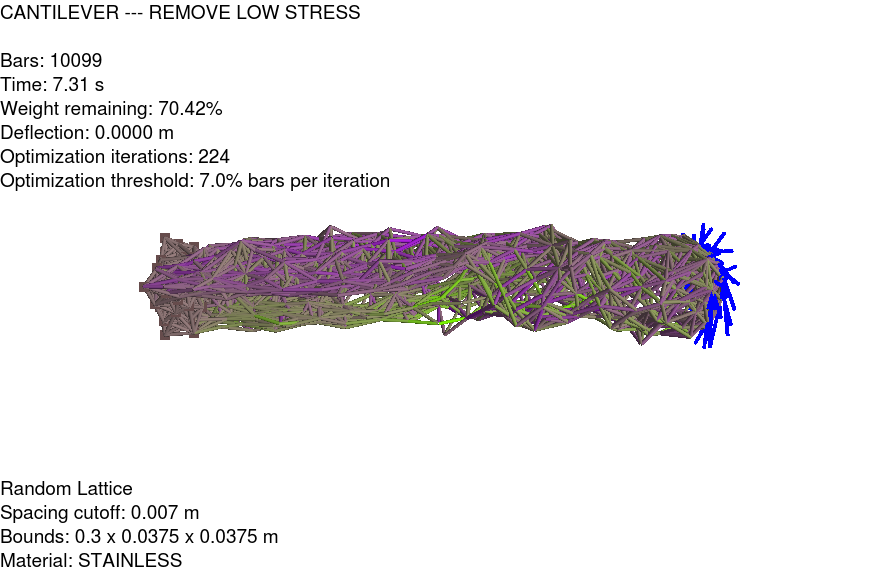 CANTILEVER --- REMOVE LOW STRESS
Bars: 10099
Time: 7.31 s
Weight remaining: 70.42%
Deflection: 0.0000 m
Optimization iterations: 224
Optimization threshold: 7.0% bars per iteration
Random Lattice
Spacing cutoff: 0.007 m
Bounds: 0.3 x 0.0375 x 0.0375 m
Material: STAINLESS